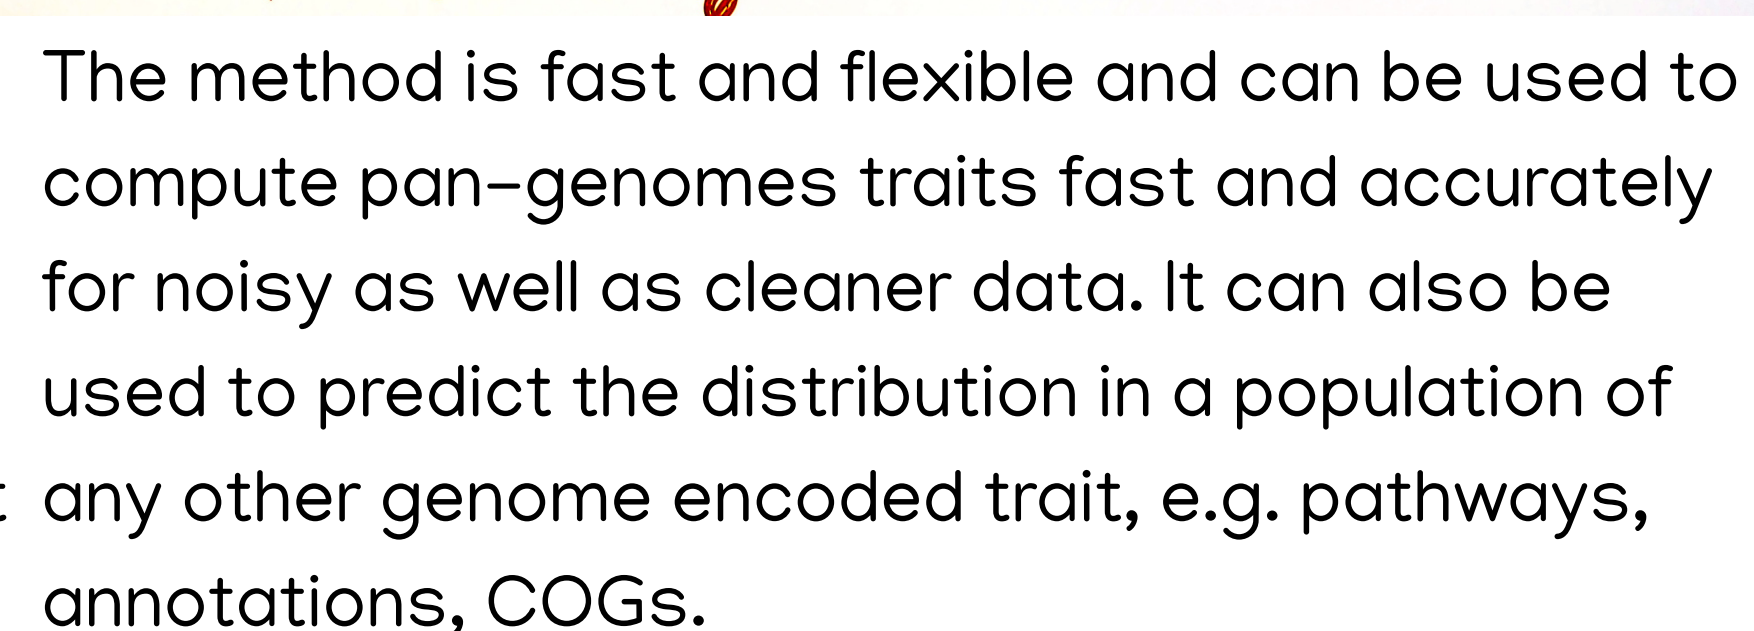 The method is fast and flexible and can be used to
compute pan-genomes traits fast and accurately
for noisy as well as cleaner data. It can also be
used to predict the distribution in a population of
any other genome encoded trait, e.g. pathways,
annotations, COGs.